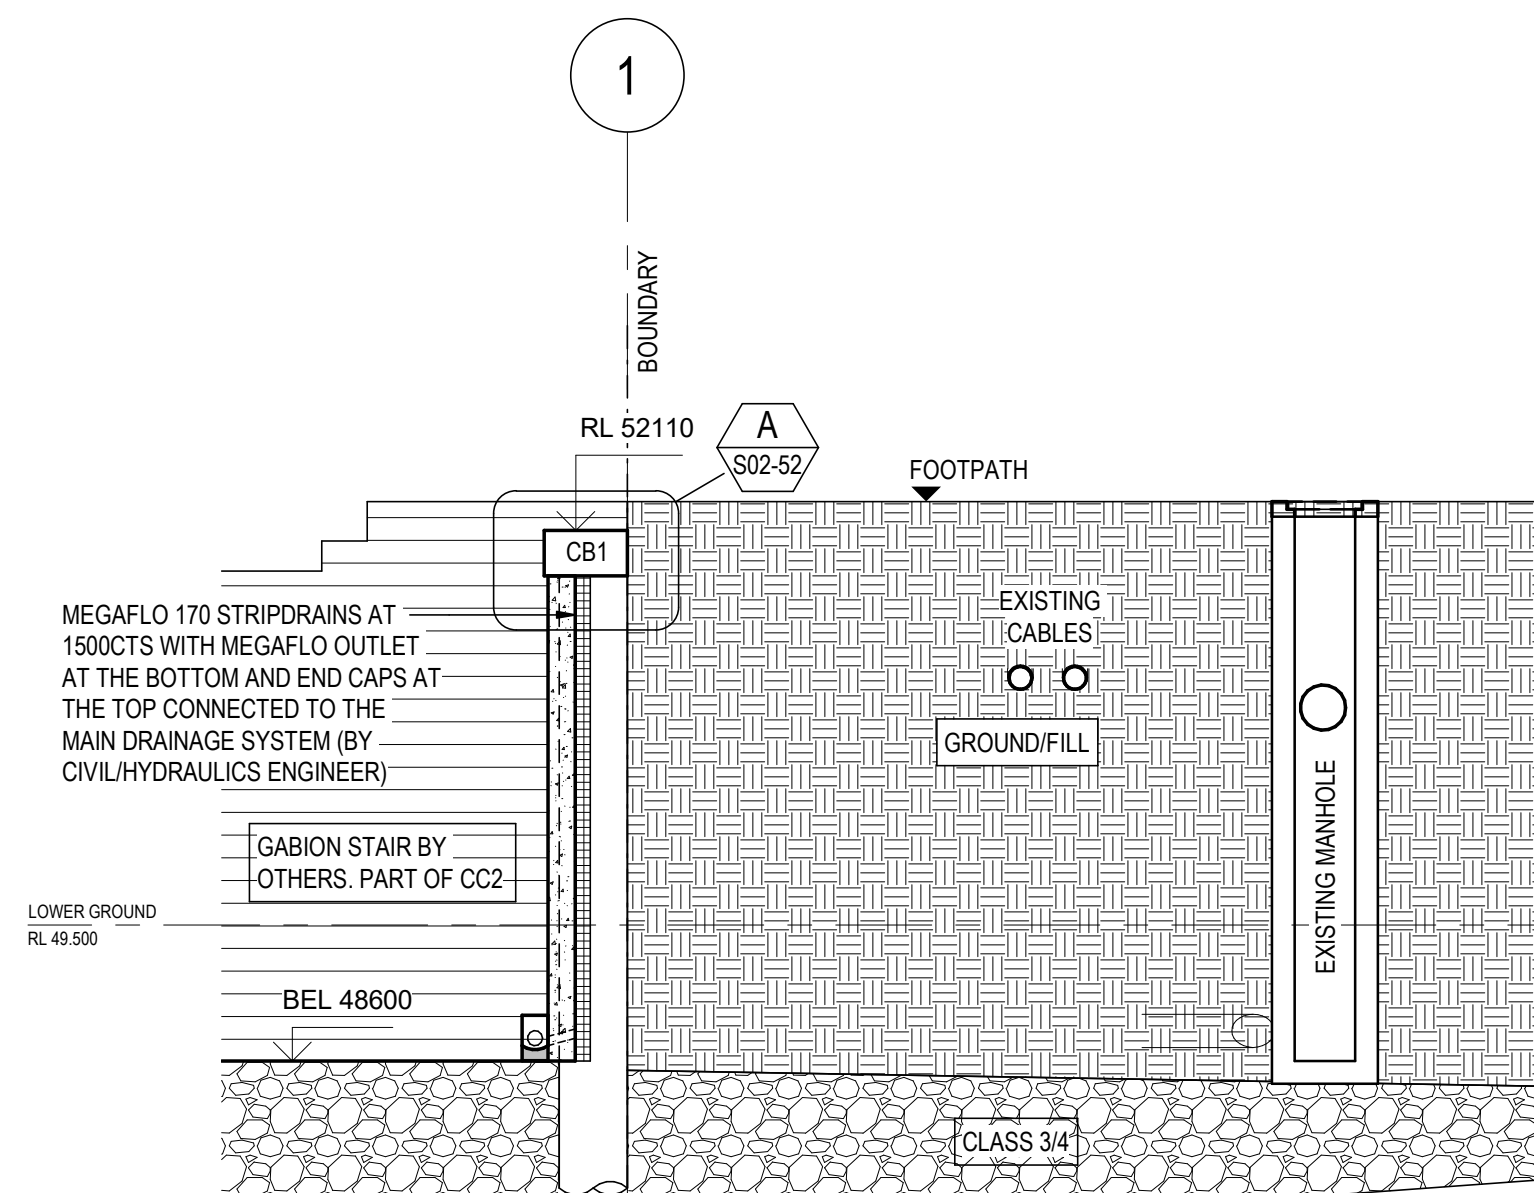 1
BOUNDARY
RL 52110
A
S02-52
FOOTPATH
CB1
MEGAFLO 170 STRIPDRAINS AT
1500CTS WITH MEGAFLO OUTLET
AT THE BOTTOM AND END CAPS AT
THE TOP CONNECTED TO THE
MAIN DRAINAGE SYSTEM (BY
CIVIL/HYDRAULICS ENGINEER)
EXISTING
CABLES
GROUND/FILL
EXISTING MANHOLE
GABION STAIR BY
OTHERS. PART OF CC2
LOWER GROUND
RL 49.500
BEL 48600
CLASS 3/4